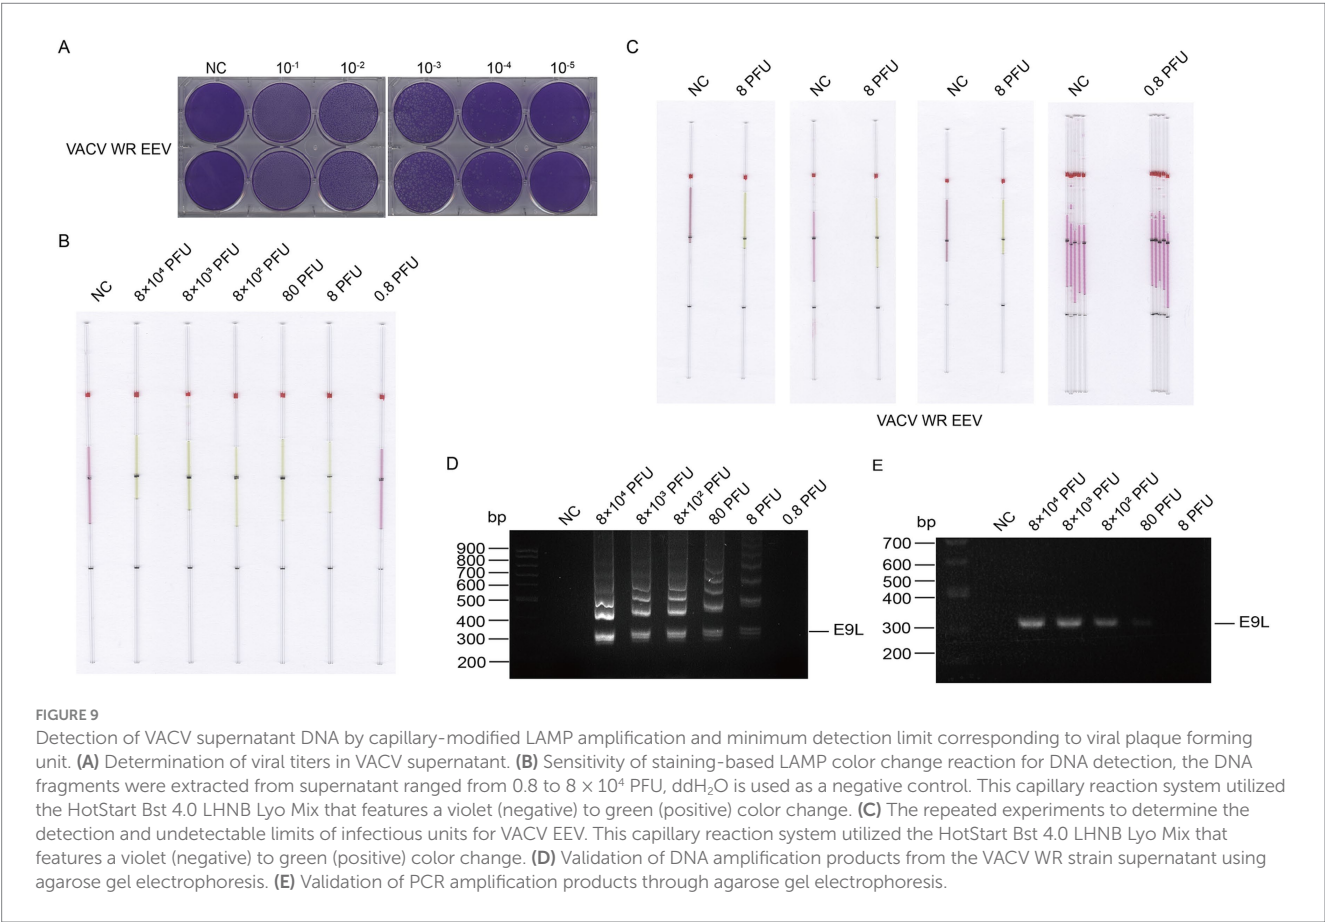 A
NC 10⁻¹ 10⁻² 10⁻³ 10⁻⁴ 10⁻⁵
VACV WR EEV
B
NC 8×10⁴ PFU 8×10³ PFU 8×10² PFU 80 PFU 8 PFU 0.8 PFU
C
NC 8 PFU NC 8 PFU NC 8 PFU NC 0.8 PFU
VACV WR EEV
D
NC 8×10⁴ PFU 8×10³ PFU 8×10² PFU 80 PFU 8 PFU 0.8 PFU
bp
900
800
700
600
500
400
300
200
E9L
E
NC 8×10⁴ PFU 8×10³ PFU 8×10² PFU 80 PFU 8 PFU
bp
700
600
500
400
300
200
E9L
FIGURE 9
Detection of VACV supernatant DNA by capillary-modified LAMP amplification and minimum detection limit corresponding to viral plaque forming
unit. (A) Determination of viral titers in VACV supernatant. (B) Sensitivity of staining-based LAMP color change reaction for DNA detection, the DNA
fragments were extracted from supernatant ranged from 0.8 to 8 × 10⁴ PFU, ddH₂O is used as a negative control. This capillary reaction system utilized
the HotStart Bst 4.0 LHNB Lyo Mix that features a violet (negative) to green (positive) color change. (C) The repeated experiments to determine the
detection and undetectable limits of infectious units for VACV EEV. This capillary reaction system utilized the HotStart Bst 4.0 LHNB Lyo Mix that
features a violet (negative) to green (positive) color change. (D) Validation of DNA amplification products from the VACV WR strain supernatant using
agarose gel electrophoresis. (E) Validation of PCR amplification products through agarose gel electrophoresis.